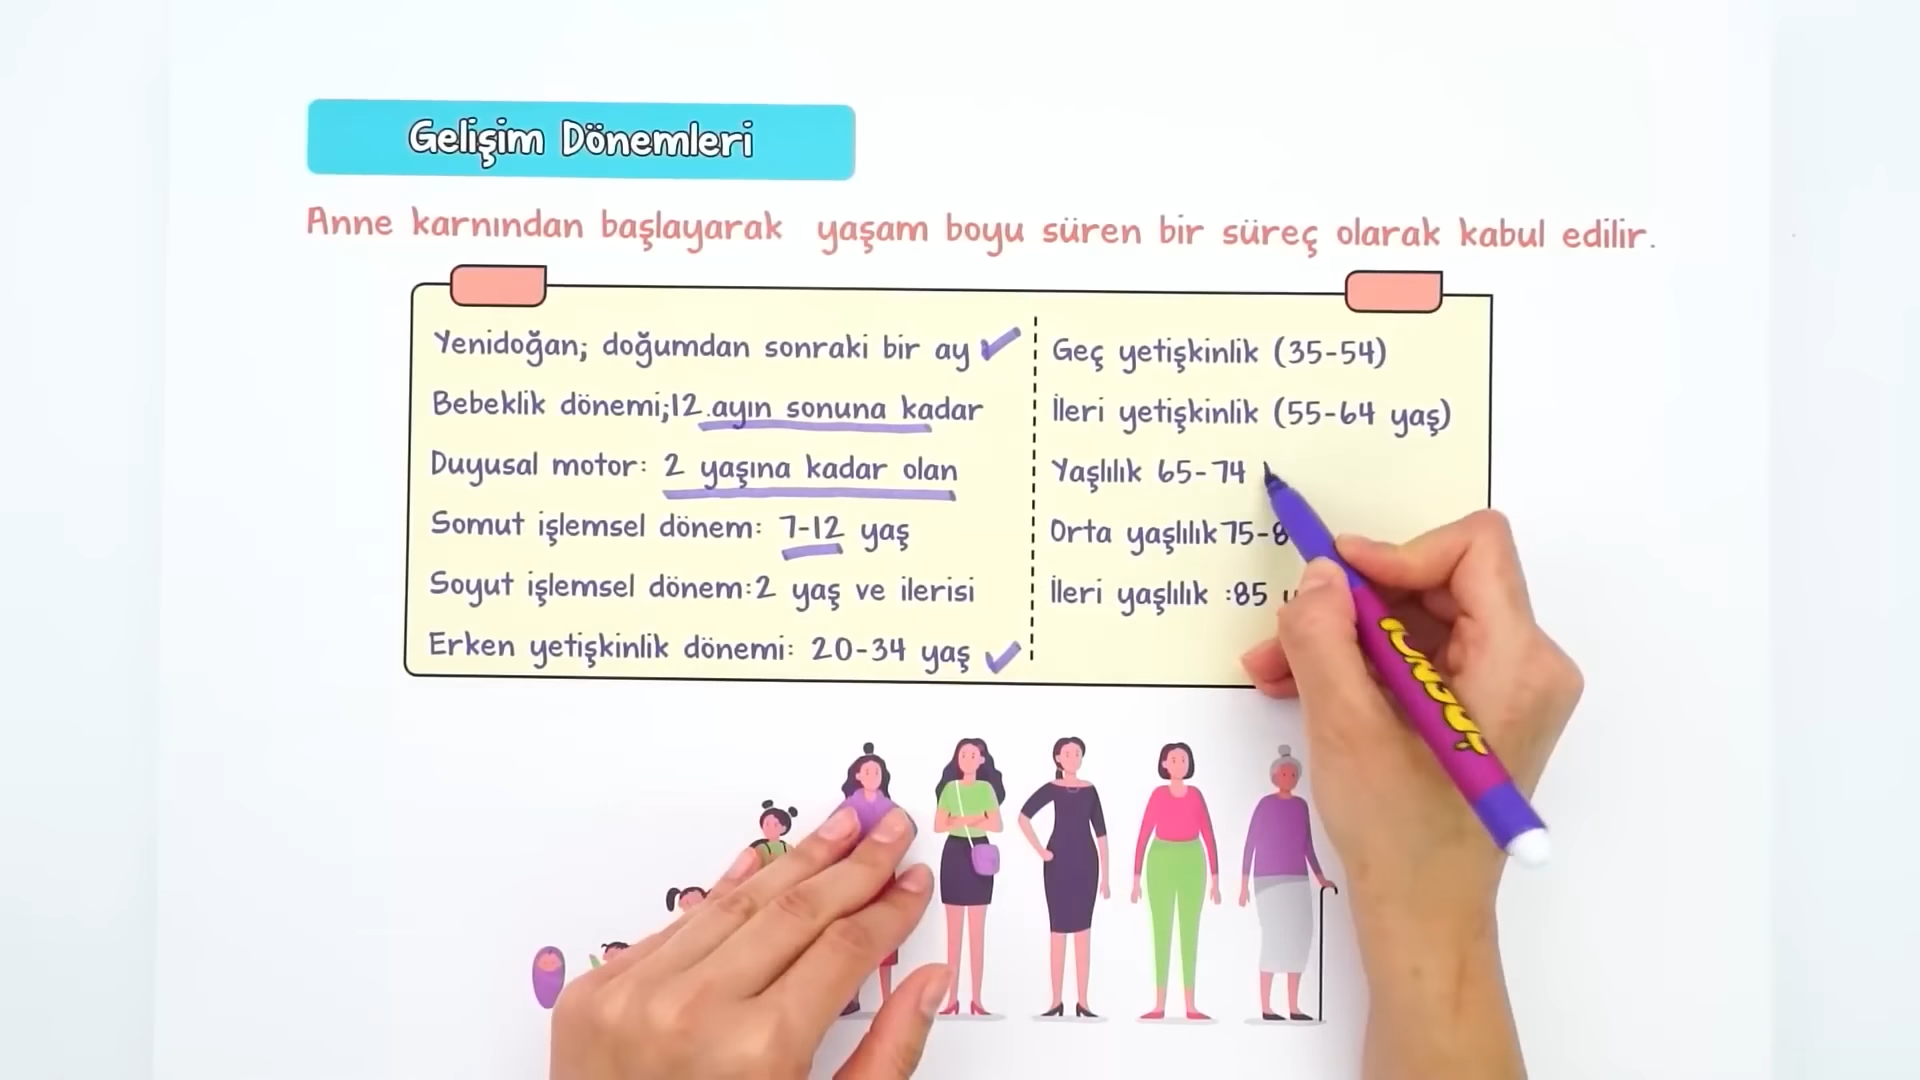 Gelişim Dönemleri
Anne karnından başlayarak yaşam boyu süren bir süreç olarak kabul edilir.
Yenidoğan; doğumdan sonraki bir ay
Bebeklik dönemi;12.ayın sonuna kadar
Duyusal motor: 2 yaşına kadar olan
Somut işlemsel dönem: 7-12 yaş
Soyut işlemsel dönem:2 yaş ve ilerisi
Erken yetişkinlik dönemi: 20-34 yaş
Geç yetişkinlik (35-54)
İleri yetişkinlik (55-64 yaş)
Yaşlılık 65-74
Orta yaşlılık 75-8
İleri yaşlılık :85